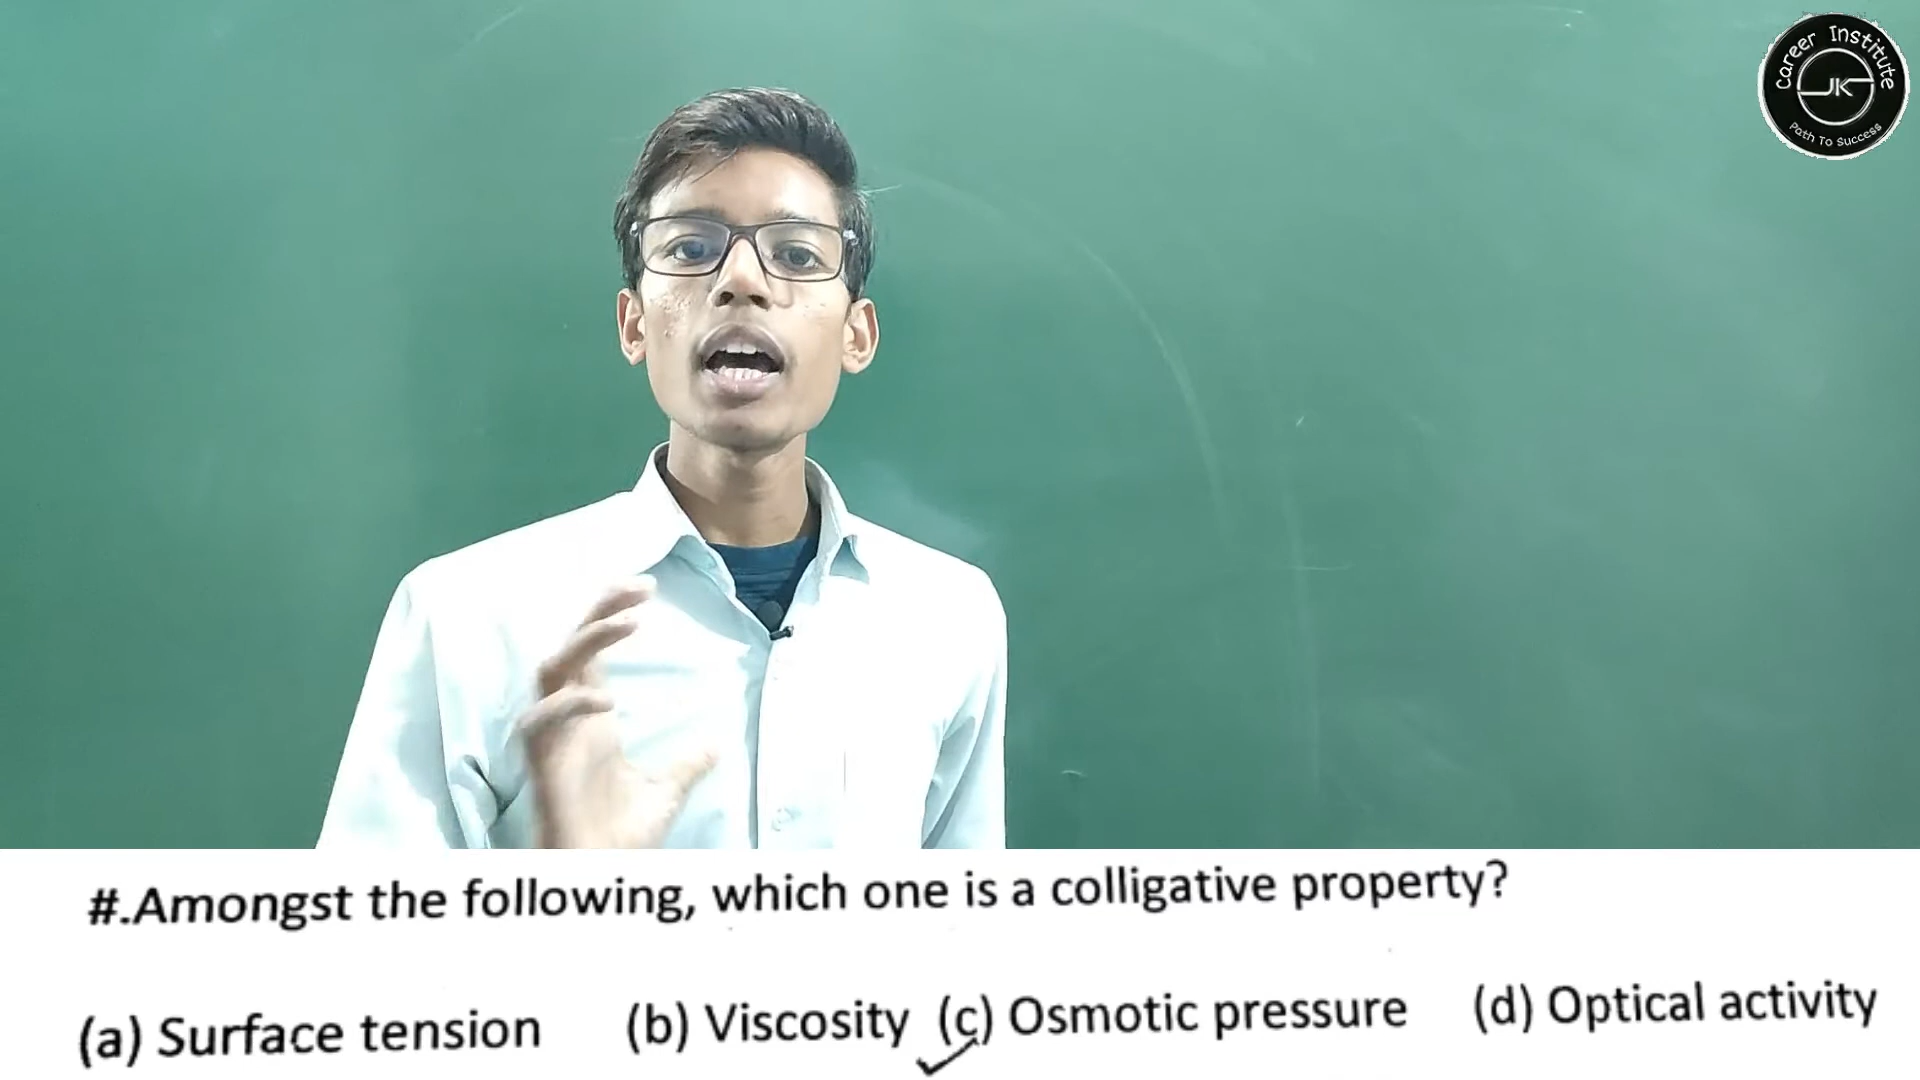 Career Institute
JK
Path To Success
#.Amongst the following, which one is a colligative property?
(a) Surface tension (b) Viscosity (c) Osmotic pressure (d) Optical activity